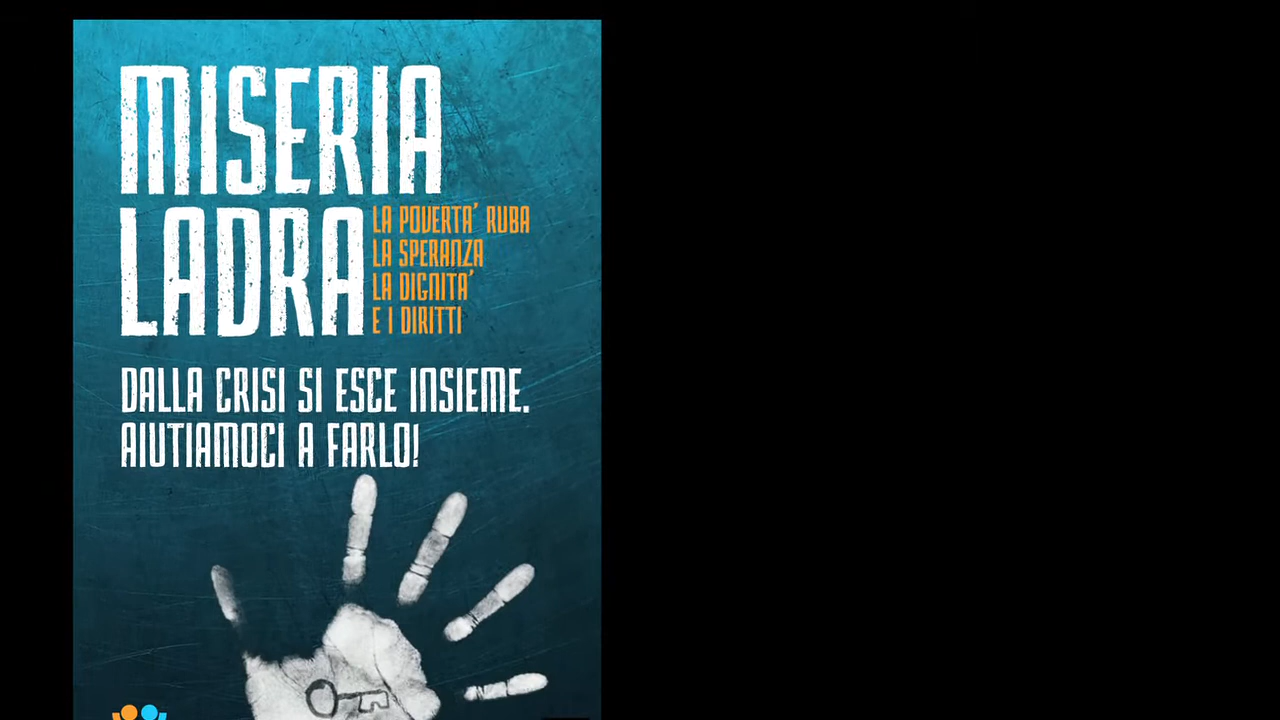 MISERIA
LADRA
LA POVERTA' RUBA
LA SPERANZA
LA DIGNITA'
E I DIRITTI
DALLA CRISI SI ESCE INSIEME.
AIUTIAMOCI A FARLO!